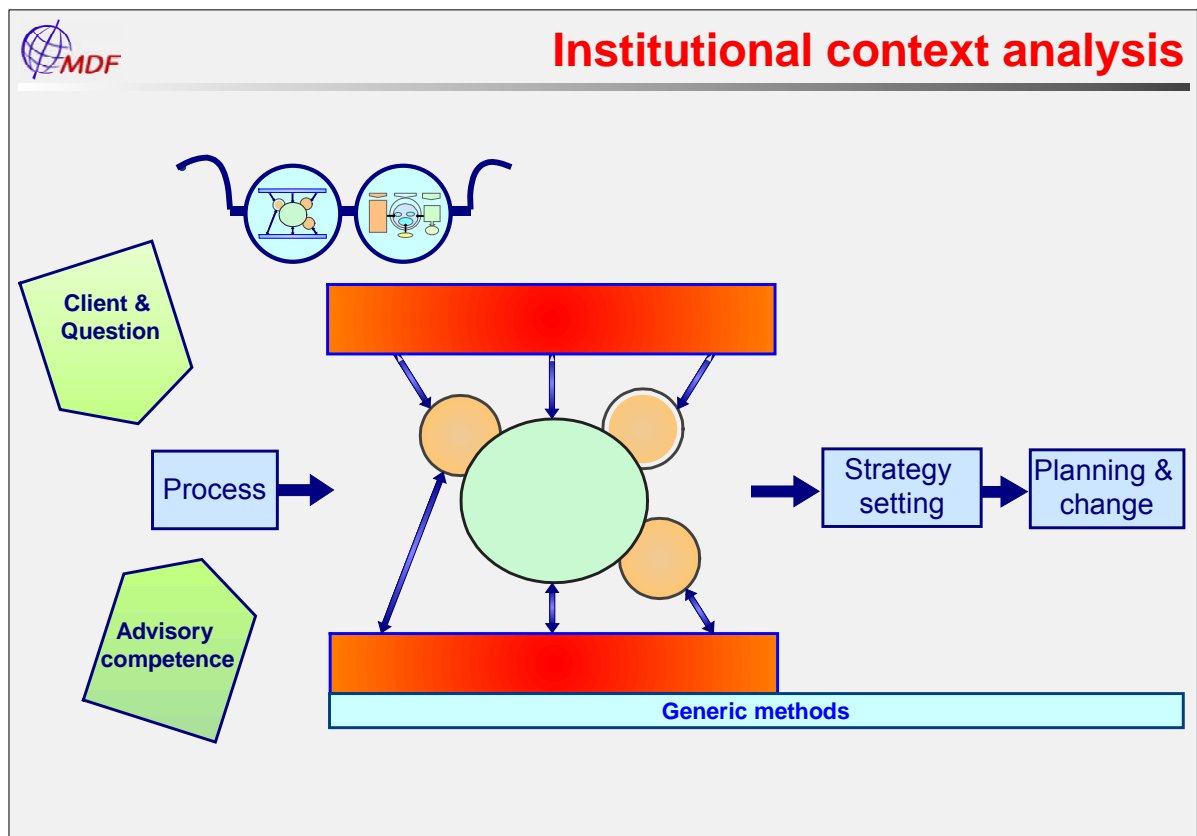 MDF
Institutional context analysis
Client &
Question
Process
Strategy
setting
Planning &
change
Advisory
competence
Generic methods